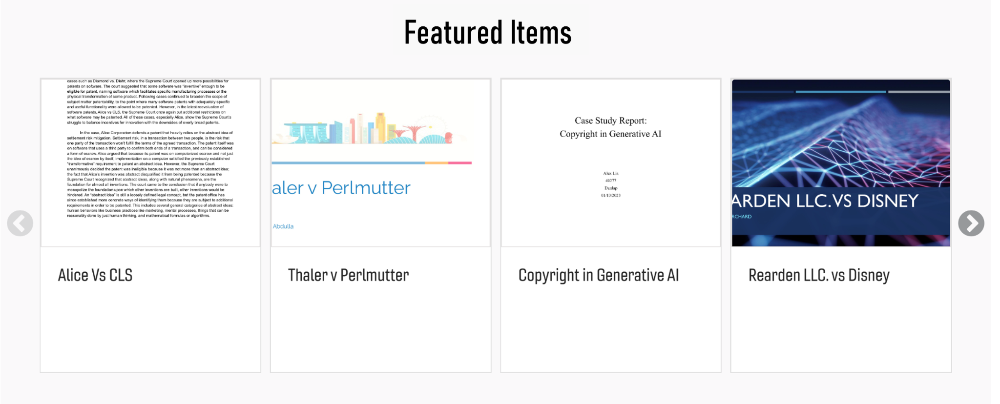 Featured Items
cases such as Diamond vs. Diehr, where the Supreme Court opened up more possibilities for
patents on software. The court suggested that some software was "inventive" enough to be
eligible for patent, naming software which facilitates specific manufacturing processes or the
physical transformation of some product. Following cases continued to broaden the scope of
subject matter patentability, to the point where many software patents with adequately specific
and useful functionality were allowed to be patented. However, in the latest reevaluation of
software patents, Alice vs CLS, the Supreme Court once again put additional restrictions on
what software may be patented. All of these cases, especially Alice, show the Supreme Court's
struggle to balance incentives for innovation with the downsides of overly broad patents.
In the case, Alice Corporation defends a patent that heavily relies on the abstract idea of
settlement risk mitigation. Settlement risk, in a transaction between two people, is the risk that
one party of the transaction won't fulfill the terms of the agreed transaction. The patent itself was
on software that uses a third party to confirm both ends of a transaction, and can be considered
a form of escrow. Alice argued that because its patent was on computerized escrow and not just
the idea of escrow by itself, implementation on a computer satisfied the previously established
"transformative" requirement to patent an abstract idea. However, the Supreme Court
unanimously decided the patent was ineligible because it was not more than an abstract idea;
the fact that Alice's invention was abstract disqualified it from being patented because the
Supreme Court recognized that abstract ideas, along with natural phenomena, are the
foundation for almost all inventions. The court came to the conclusion that if anybody were to
monopolize the foundation upon which other inventions are built, other inventions would be
hindered. An "abstract idea" is still a loosely defined legal concept, but the patent office has
since established more concrete ways of identifying them because they are subject to additional
requirements in order to be patented. This includes several general categories of abstract ideas:
human behaviors like business practices like marketing, mental processes, things that can be
reasonably done by just human thinking, and mathematical formulas or algorithms.
Alice Vs CLS
aler v Perlmutter
Abdulla
Thaler v Perlmutter
Case Study Report:
Copyright in Generative AI
Alex Lin
40277
Dunlap
01/13/2023
Copyright in Generative AI
ARDEN LLC.VS DISNEY
RCHARD
Rearden LLC. vs Disney